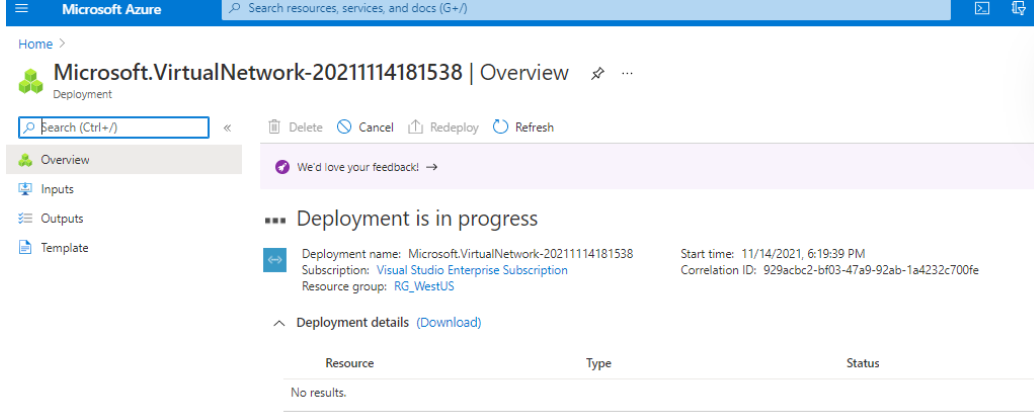 Microsoft Azure
Search resources, services, and docs (G+/)
Home >
Microsoft.VirtualNetwork-20211114181538 | Overview
Deployment
Search (Ctrl+/)
«
Delete Cancel Redeploy Refresh
Overview
We'd love your feedback! →
Inputs
Outputs
Deployment is in progress
Template
Deployment name: Microsoft.VirtualNetwork-20211114181538 Start time: 11/14/2021, 6:19:39 PM
Subscription: Visual Studio Enterprise Subscription Correlation ID: 929acbc2-bf03-47a9-92ab-1a4232c700fe
Resource group: RG_WestUS
Deployment details (Download)
Resource Type Status
No results.